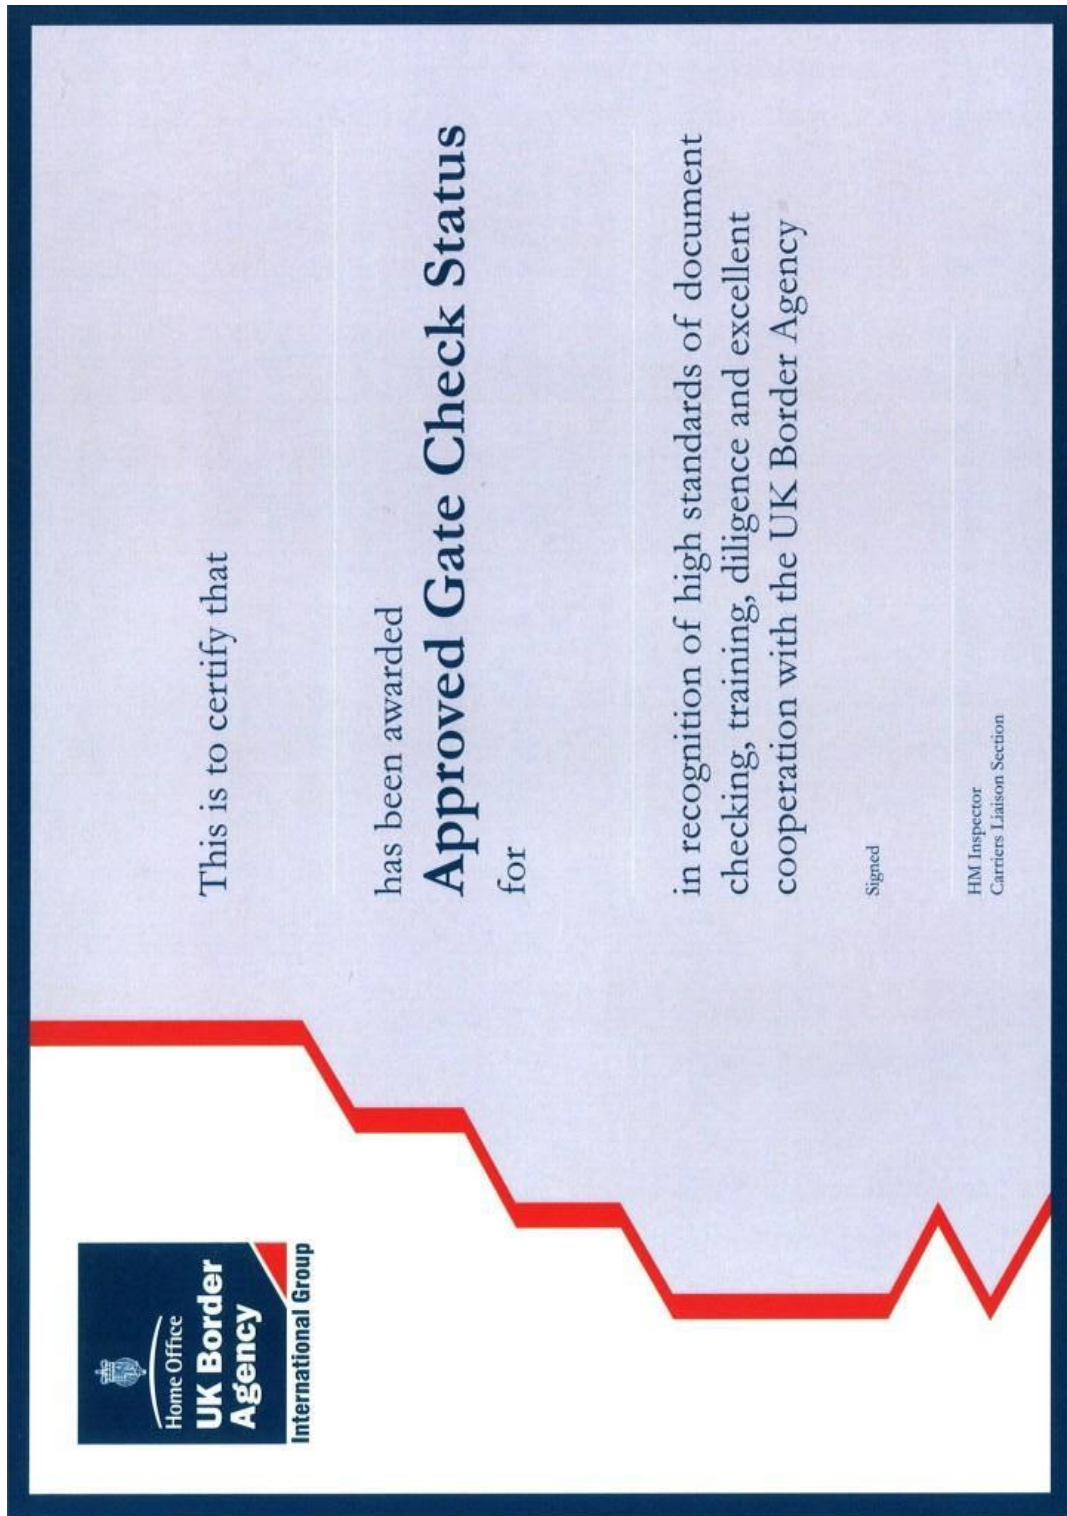 Home Office
UK Border
Agency
International Group
This is to certify that
has been awarded
Approved Gate Check Status
for
in recognition of high standards of document
checking, training, diligence and excellent
cooperation with the UK Border Agency
Signed
HM Inspector
Carriers Liaison Section